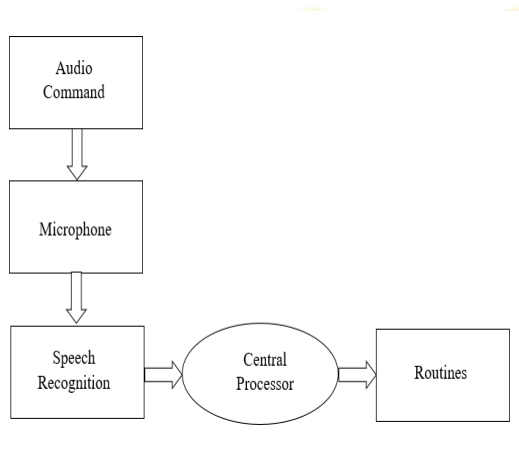 Audio
Command
Microphone
Speech
Recognition
Central
Processor
Routines